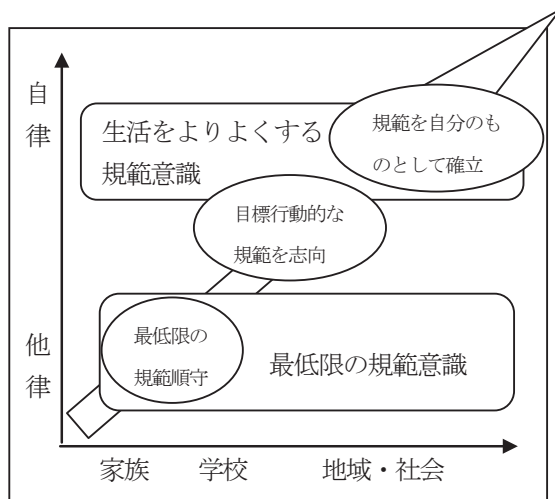 自
律
生活をよりよくする
規範意識
規範を自分のも
のとして確立
目標行動的な
規範を志向
他
律
最低限の
規範順守
最低限の規範意識
家族 学校 地域・社会